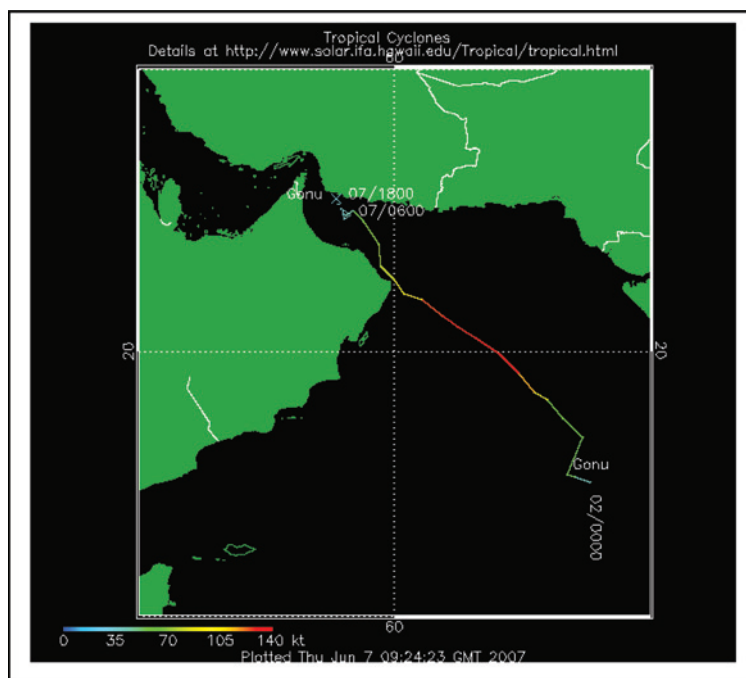 Tropical Cyclones
Details at http://www.solar.ifa.hawaii.edu/Tropical/tropical.html
60
Gonu
07/1800
07/0600
20
20
Gonu
02/0000
60
0 35 70 105 140 kt
Plotted Thu Jun 7 09:24:23 GMT 2007